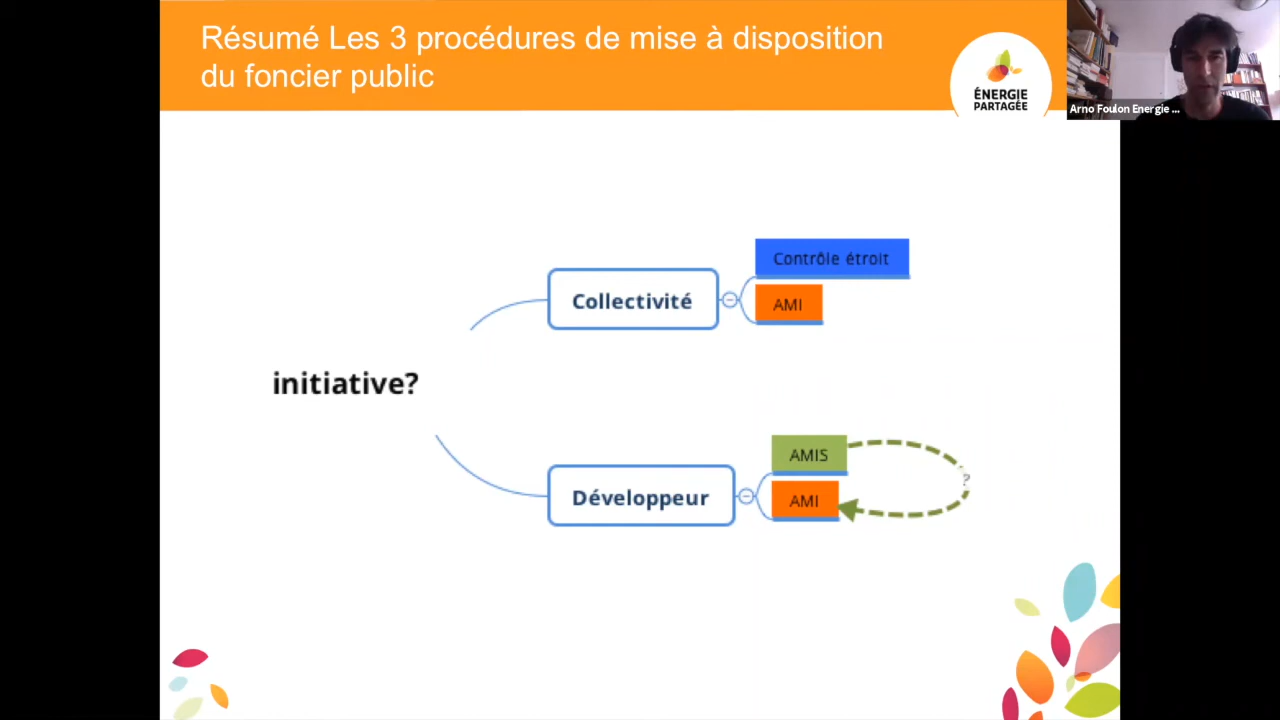 Résumé Les 3 procédures de mise à disposition
du foncier public
ÉNERGIE
PARTAGÉE
Arno Foulon Energie ...
Contrôle étroit
Collectivité
AMI
initiative?
AMIS
?
Développeur
AMI